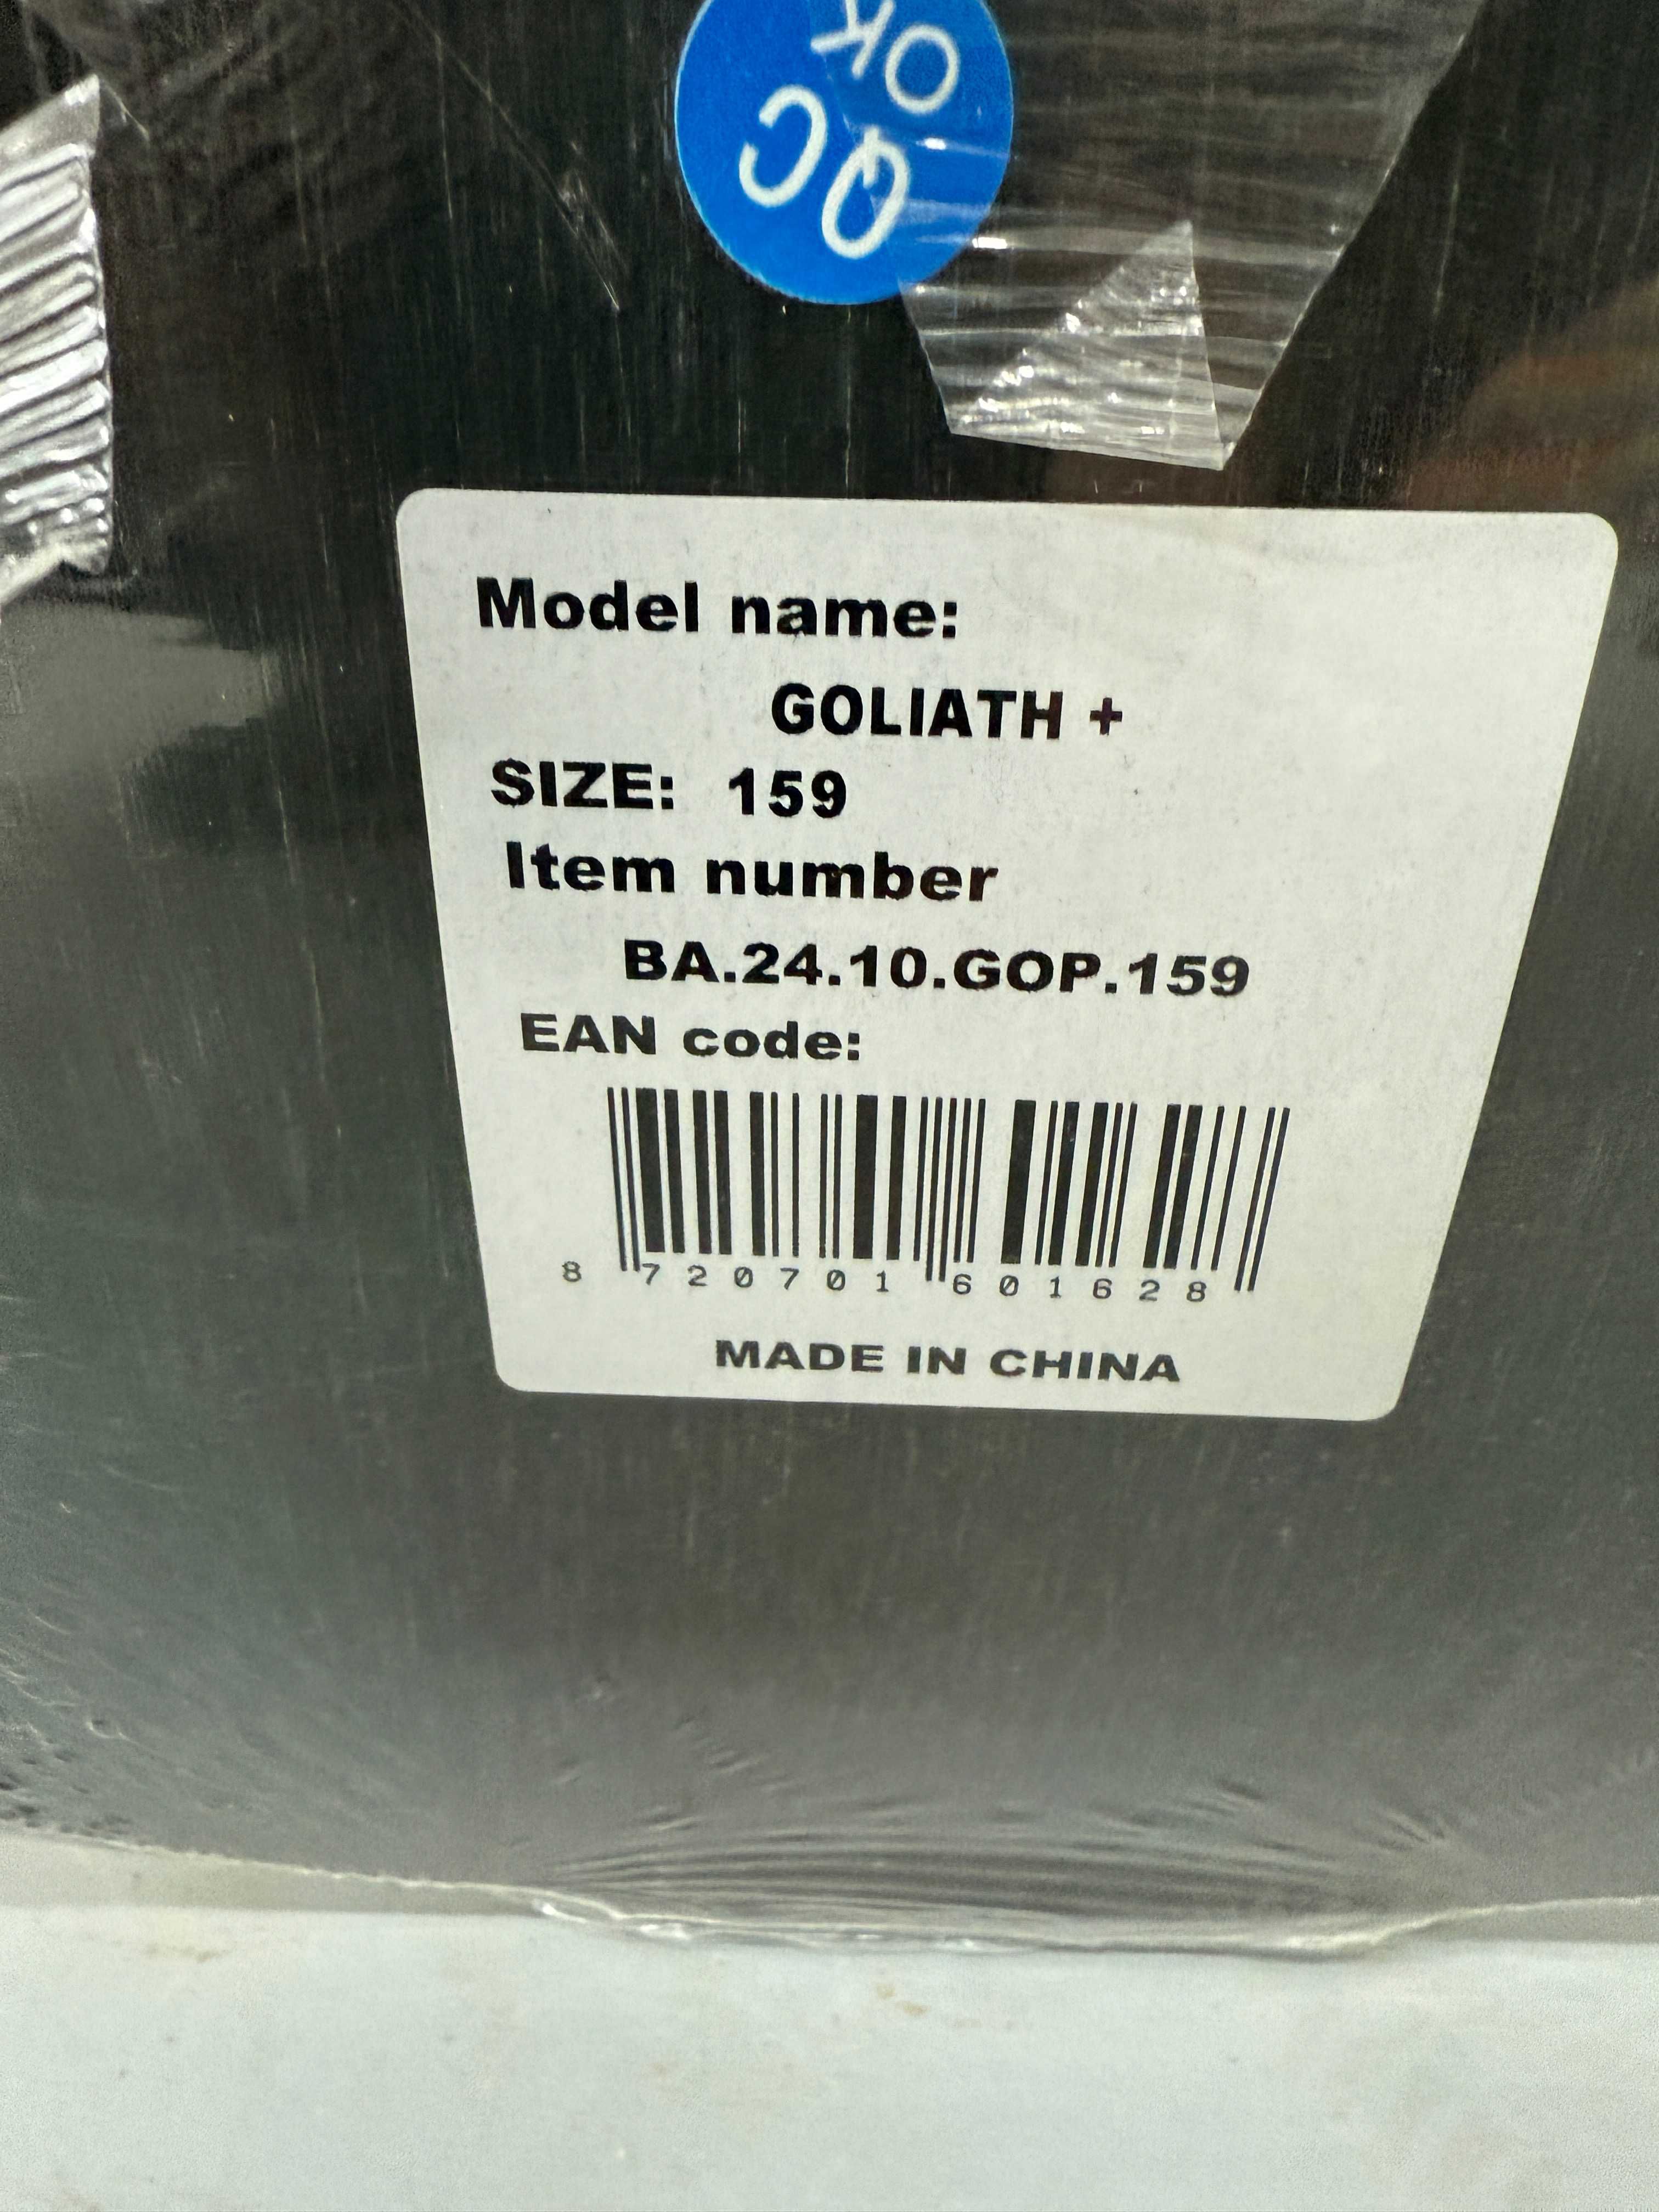 QC
OK
Model name:
GOLIATH +
SIZE: 159
Item number
BA.24.10.GOP.159
EAN code:
8 720701 601628
MADE IN CHINA